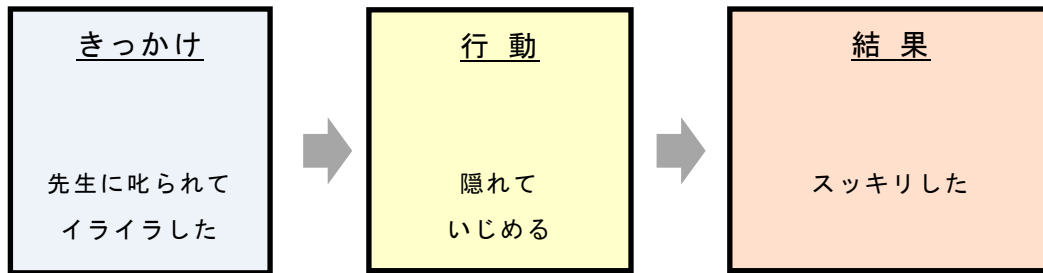 きっかけ
先生に叱られて
イライラした
行 動
隠れて
いじめる
結 果
スッキリした